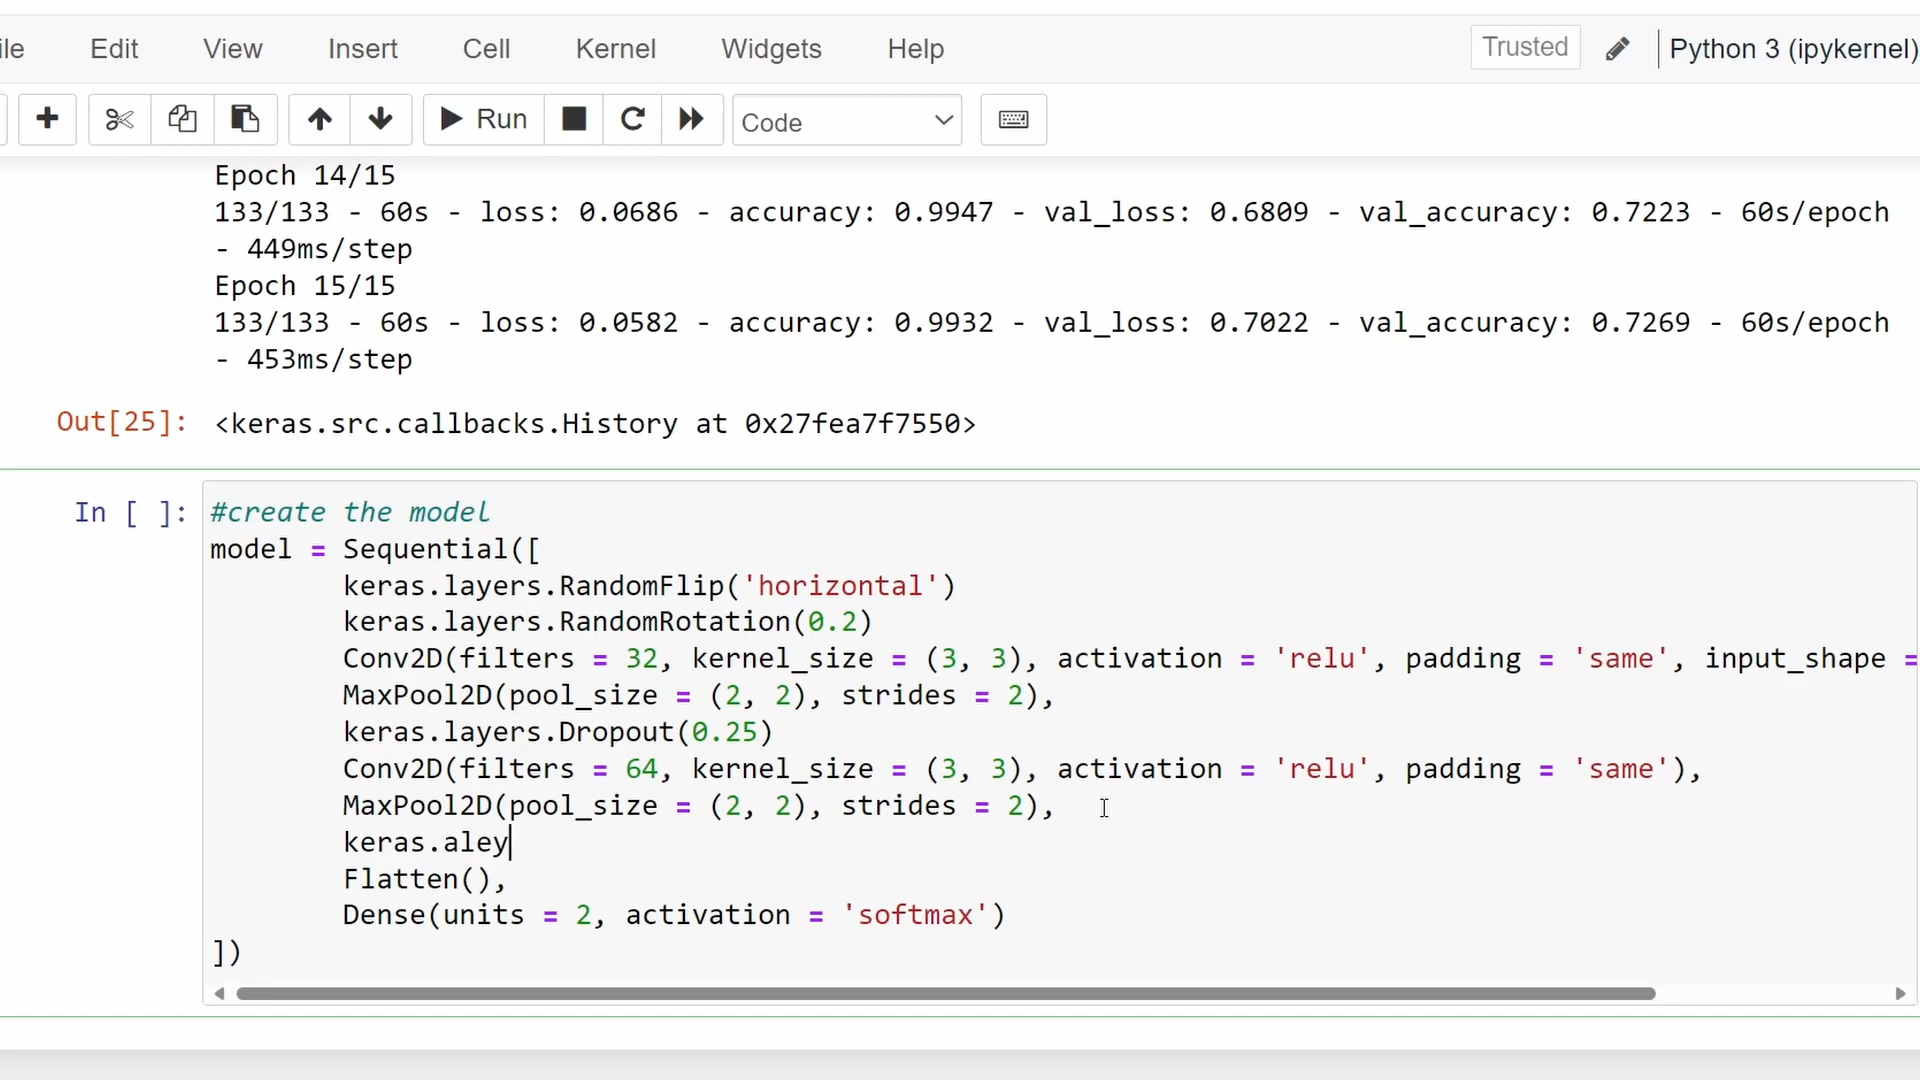 ile Edit View Insert Cell Kernel Widgets Help Trusted Python 3 (ipykernel)
Run Code
Epoch 14/15
133/133 - 60s - loss: 0.0686 - accuracy: 0.9947 - val_loss: 0.6809 - val_accuracy: 0.7223 - 60s/epoch
- 449ms/step
Epoch 15/15
133/133 - 60s - loss: 0.0582 - accuracy: 0.9932 - val_loss: 0.7022 - val_accuracy: 0.7269 - 60s/epoch
- 453ms/step
Out[25]: <keras.src.callbacks.History at 0x27fea7f7550>
In [ ]: #create the model
model = Sequential([
keras.layers.RandomFlip('horizontal')
keras.layers.RandomRotation(0.2)
Conv2D(filters = 32, kernel_size = (3, 3), activation = 'relu', padding = 'same', input_shape =
MaxPool2D(pool_size = (2, 2), strides = 2),
keras.layers.Dropout(0.25)
Conv2D(filters = 64, kernel_size = (3, 3), activation = 'relu', padding = 'same'),
MaxPool2D(pool_size = (2, 2), strides = 2),
keras.aley
Flatten(),
Dense(units = 2, activation = 'softmax')
])